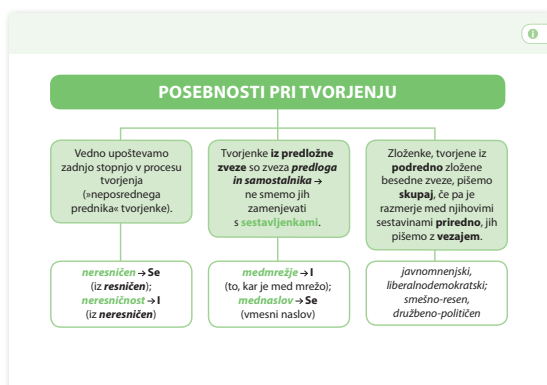 POSEBNOSTI PRI TVORJENJU
Vedno upoštevamo
zadnjo stopnjo v procesu
tvorjenja
(»neposrednega
prednika« tvorjenke).
Tvorjenke iz predložne
zveze so zveza predloga
in samostalnika →
ne smemo jih
zamenjevati
s sestavljenkami.
Zloženke, tvorjene iz
podredno zložene
besedne zveze, pišemo
skupaj, če pa je
razmerje med njihovimi
sestavinami priredno, jih
pišemo z vezajem.
neresničen → Se
(iz resničen);
neresničnost → I
(iz neresničen)
medmrežje → I
(to, kar je med mrežo);
mednaslov → Se
(vmesni naslov)
javnomnenjski,
liberalnodemokratski;
smešno-resen,
družbeno-političen